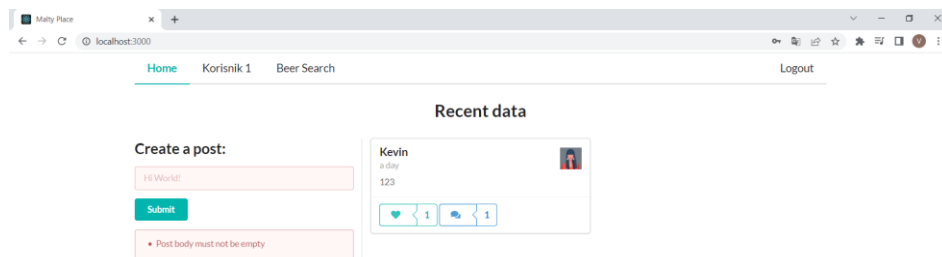 Malty Place
localhost:3000
V
Home Korisnik 1 Beer Search Logout
Recent data
Create a post:
Hi World!
Submit
• Post body must not be empty
Kevin
a day
123
1 1